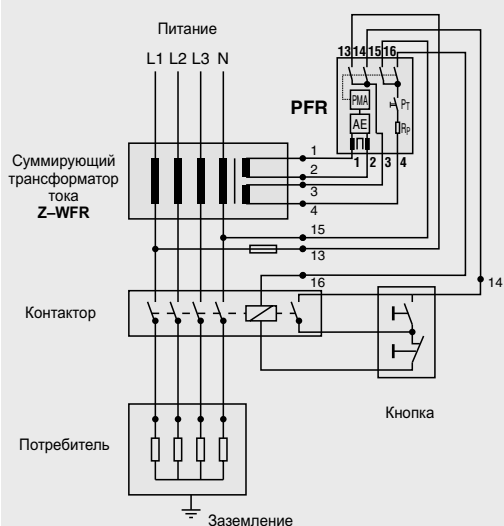 Питание
L1 L2 L3 N
13 14 15 16
PFR
PMA
AE
PT
RP
1 2 3 4
Суммирующий
трансформатор
тока
Z–WFR
1
2
3
4
15
13
16
14
Контактор
Кнопка
Потребитель
Заземление